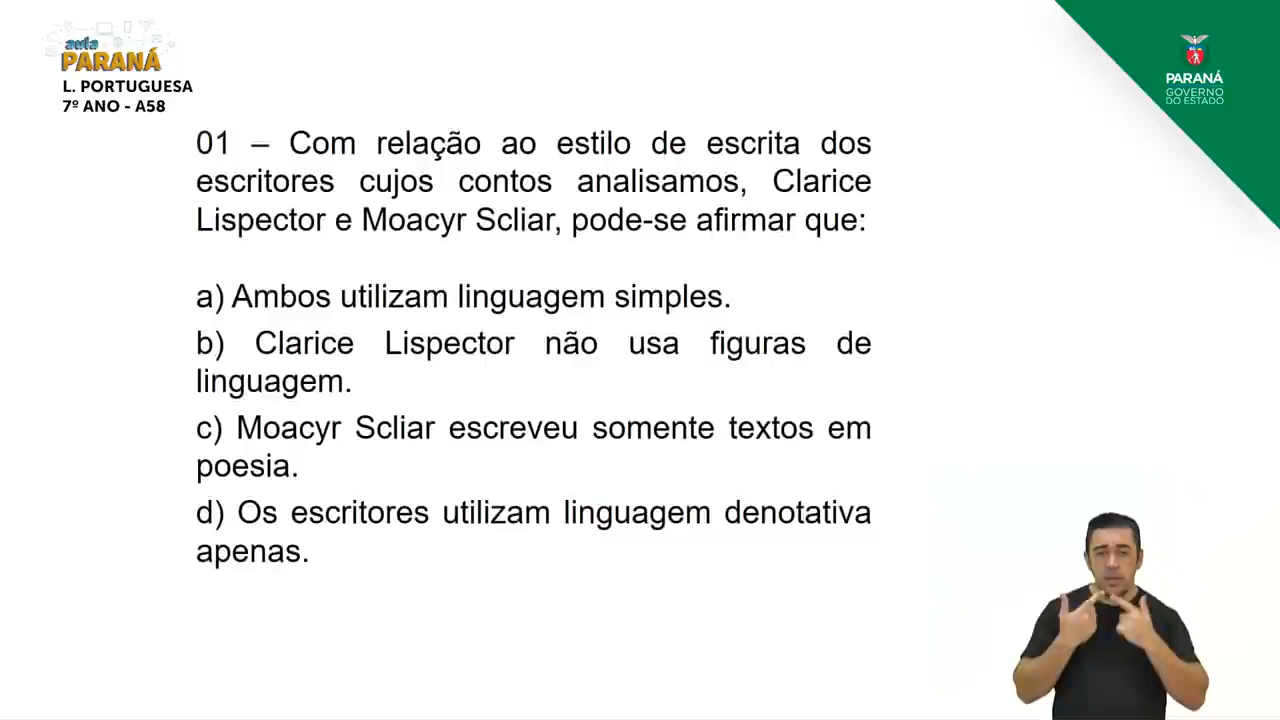 aula
PARANÁ
L. PORTUGUESA
7º ANO - A58
PARANÁ
GOVERNO
DO ESTADO
01 – Com relação ao estilo de escrita dos
escritores cujos contos analisamos, Clarice
Lispector e Moacyr Scliar, pode-se afirmar que:
a) Ambos utilizam linguagem simples.
b) Clarice Lispector não usa figuras de
linguagem.
c) Moacyr Scliar escreveu somente textos em
poesia.
d) Os escritores utilizam linguagem denotativa
apenas.